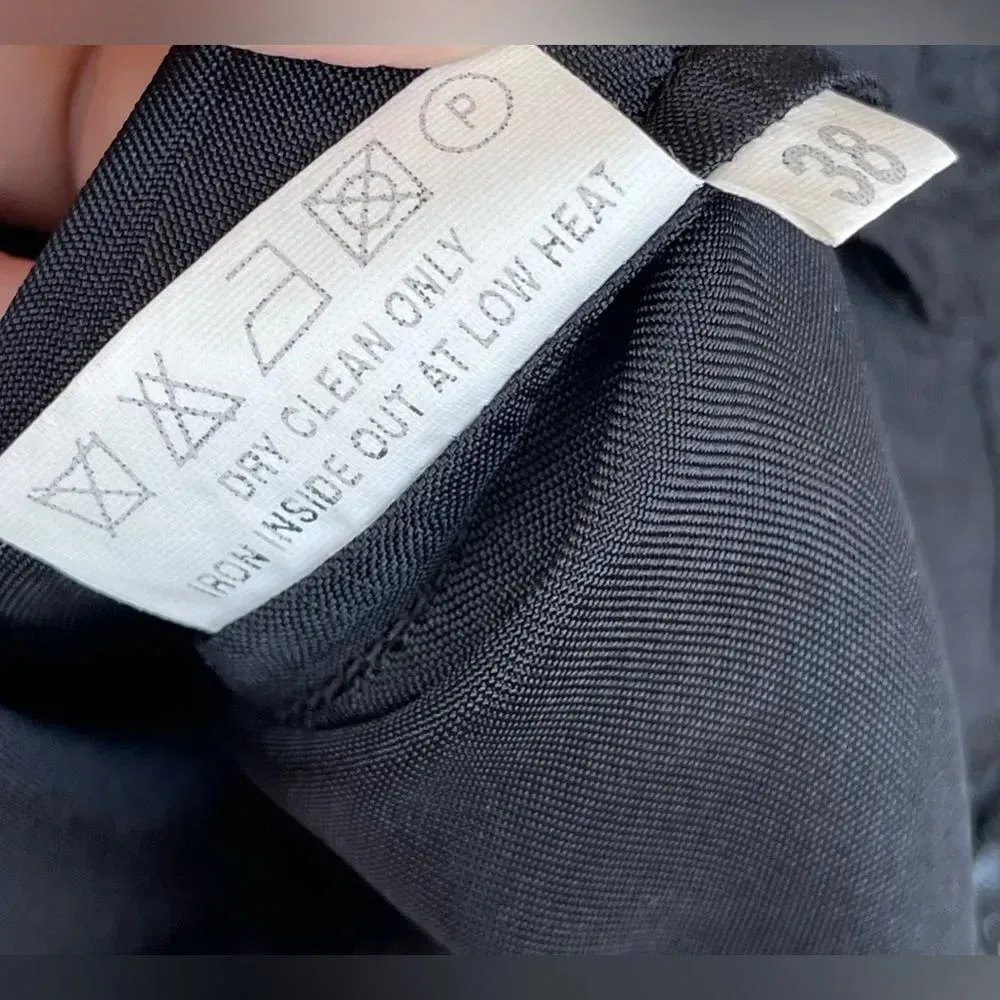 P
DRY CLEAN ONLY
IRON INSIDE OUT AT LOW HEAT
38